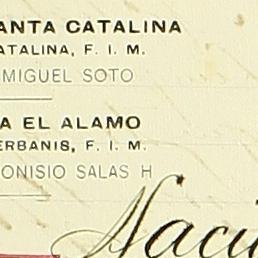 ANTA CATALINA
ATALINA, F. I. M.
MIGUEL SOTO
A EL ALAMO
ERBANIS, F. I. M.
ONISIO SALAS H
Naci